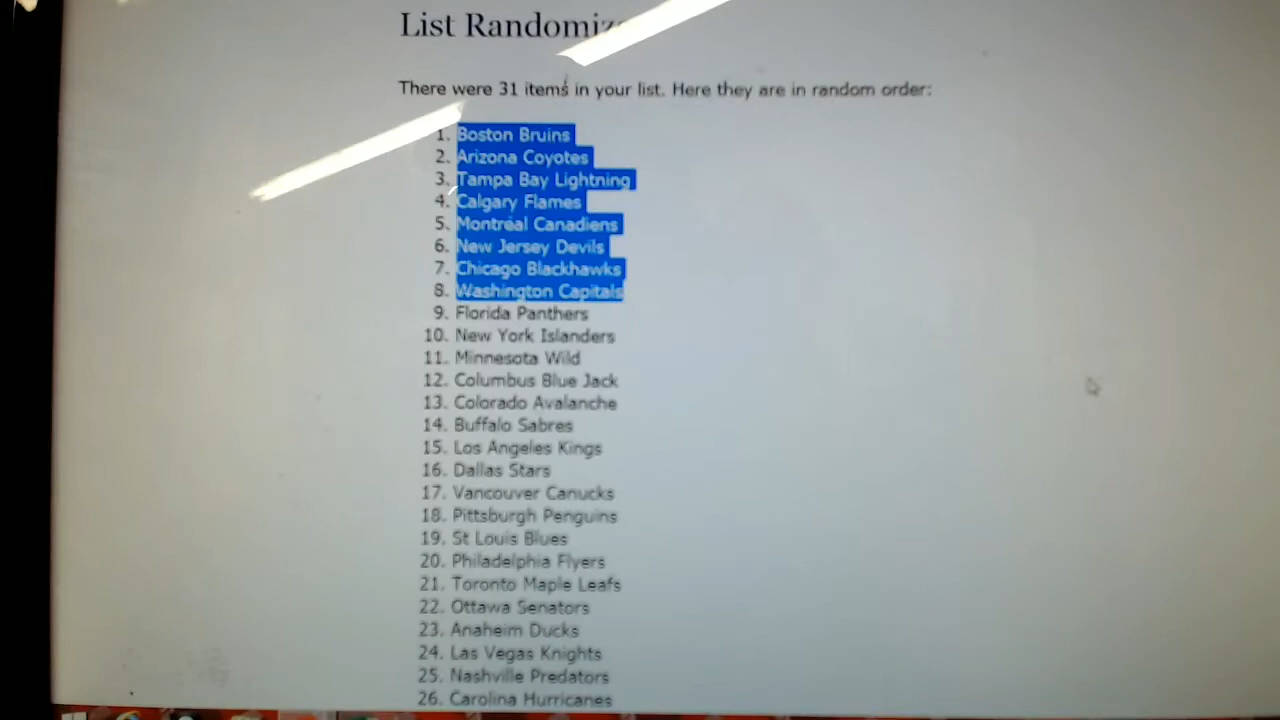 List Randomiz
There were 31 items in your list. Here they are in random order:
1. Boston Bruins
2. Arizona Coyotes
3. Tampa Bay Lightning
4. Calgary Flames
5. Montréal Canadiens
6. New Jersey Devils
7. Chicago Blackhawks
8. Washington Capitals
9. Florida Panthers
10. New York Islanders
11. Minnesota Wild
12. Columbus Blue Jack
13. Colorado Avalanche
14. Buffalo Sabres
15. Los Angeles Kings
16. Dallas Stars
17. Vancouver Canucks
18. Pittsburgh Penguins
19. St Louis Blues
20. Philadelphia Flyers
21. Toronto Maple Leafs
22. Ottawa Senators
23. Anaheim Ducks
24. Las Vegas Knights
25. Nashville Predators
26. Carolina Hurricanes